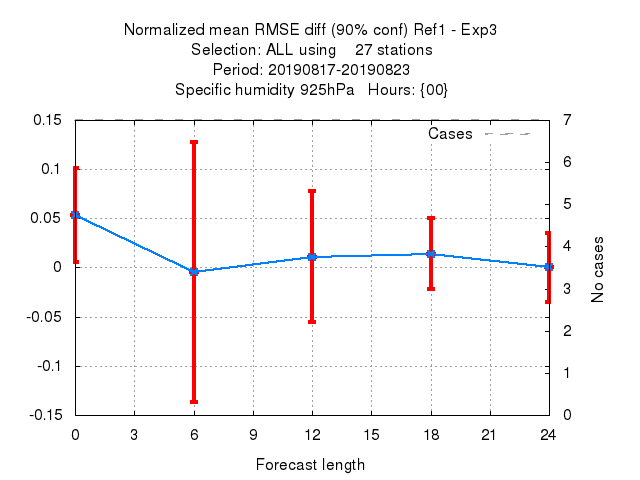 Normalized mean RMSE diff (90% conf) Ref1 - Exp3
Selection: ALL using    27 stations
Period: 20190817-20190823
Specific humidity 925hPa   Hours: {00}
0.15
0.1
0.05
0
-0.05
-0.1
-0.15
Cases
7
6
5
4
3
2
1
0
No cases
0 3 6 9 12 15 18 21 24
Forecast length